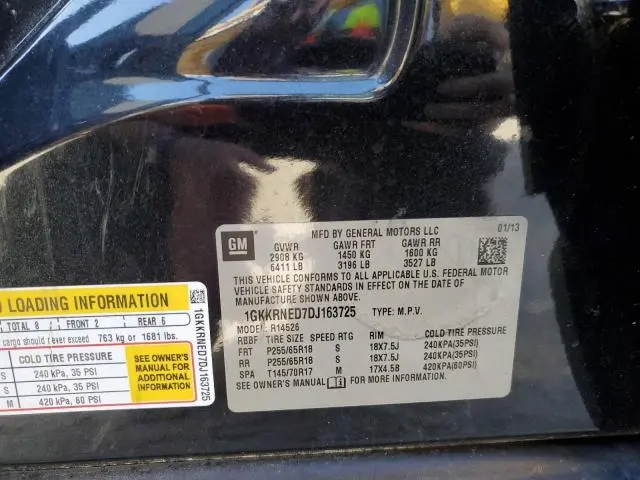 GM
MFD BY GENERAL MOTORS LLC
01/13
GVWR GAWR FRT GAWR RR
2908 KG 1450 KG 1600 KG
6411 LB 3196 LB 3527 LB
THIS VEHICLE CONFORMS TO ALL APPLICABLE U.S. FEDERAL MOTOR
VEHICLE SAFETY STANDARDS IN EFFECT ON THE DATE OF
MANUFACTURE SHOWN ABOVE.
1GKKRNED7DJ163725 TYPE: M.P.V.
MODEL: R14526
RBBF TIRE SIZE SPEED RTG RIM COLD TIRE PRESSURE
FRT P255/65R18 S 18X7.5J 240KPA(35PSI)
RR P255/65R18 S 18X7.5J 240KPA(35PSI)
SPA T145/70R17 M 17X4.5B 420KPA(60PSI)
SEE OWNER'S MANUAL FOR MORE INFORMATION.
LOADING INFORMATION
TOTAL 8 FRONT 2 REAR 6
cargo should never exceed 763 kg or 1681 lbs.
COLD TIRE PRESSURE
S 240 kPa, 35 PSI
S 240 kPa, 35 PSI
M 420 kPa, 60 PSI
SEE OWNER'S
MANUAL FOR
ADDITIONAL
INFORMATION
1GKKRNED7DJ163725